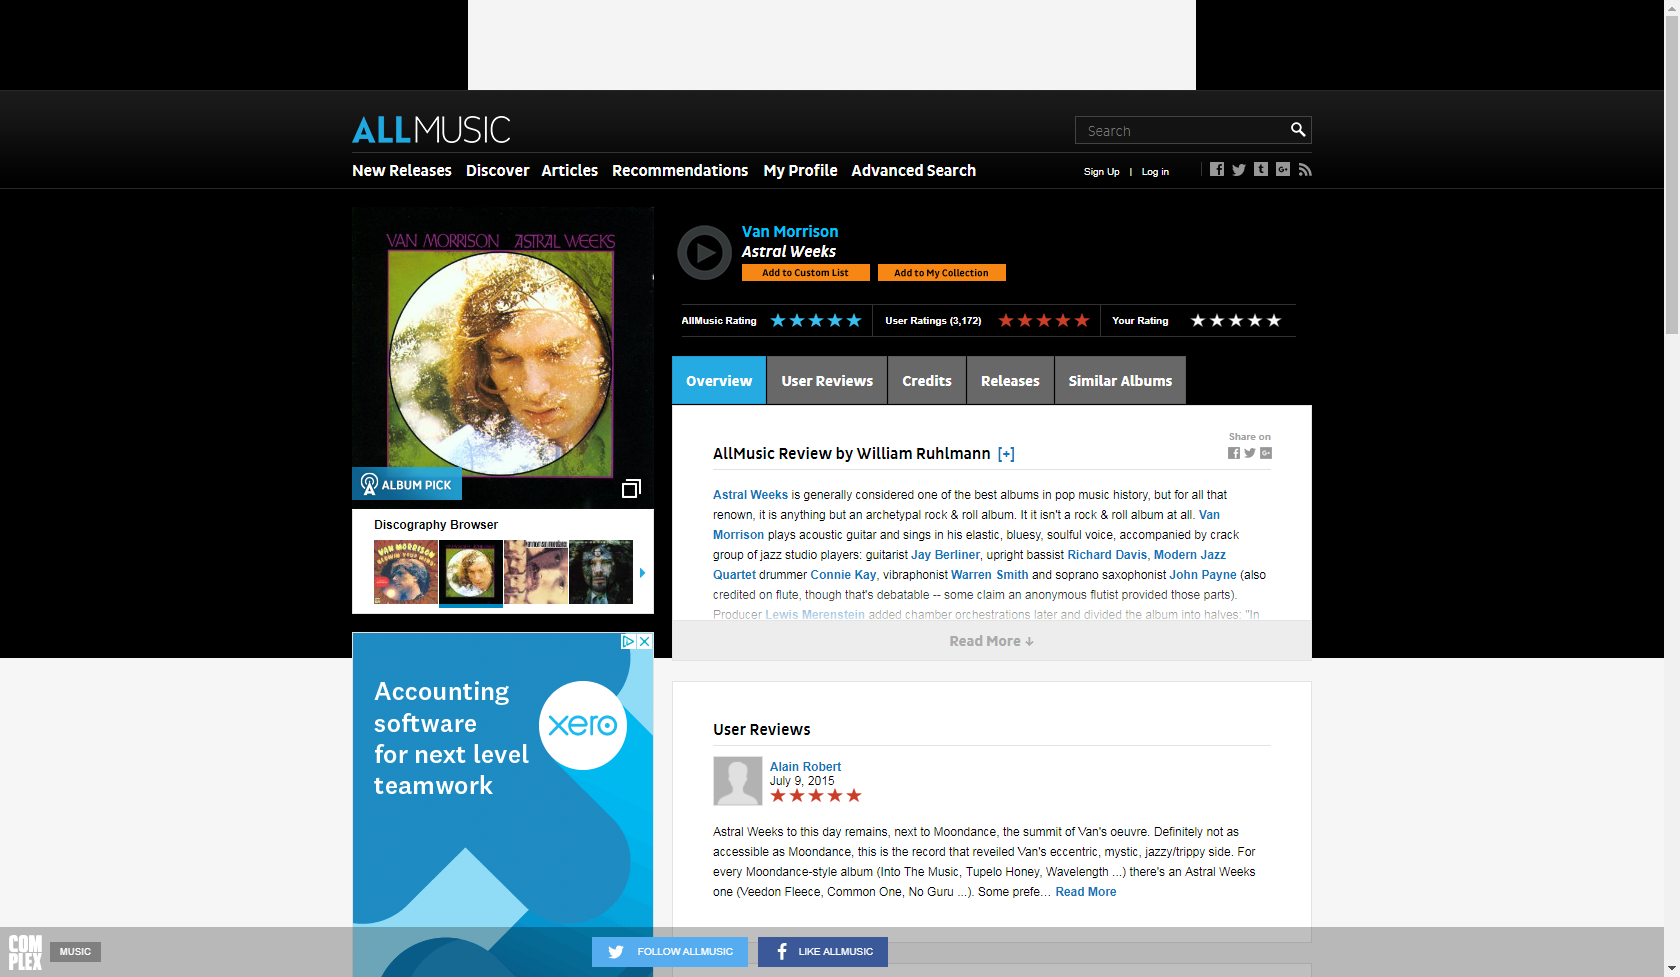 ALLMUSIC
Search
New Releases Discover Articles Recommendations My Profile Advanced Search
Sign Up | Log in
VAN MORRISON ASTRAL WEEKS
ALBUM PICK
Van Morrison
Astral Weeks
Add to Custom List Add to My Collection
AllMusic Rating User Ratings (3,172) Your Rating
Overview User Reviews Credits Releases Similar Albums
Share on
AllMusic Review by William Ruhlmann [+]
Astral Weeks is generally considered one of the best albums in pop music history, but for all that
renown, it is anything but an archetypal rock & roll album. It it isn't a rock & roll album at all. Van
Morrison plays acoustic guitar and sings in his elastic, bluesy, soulful voice, accompanied by crack
group of jazz studio players: guitarist Jay Berliner, upright bassist Richard Davis, Modern Jazz
Quartet drummer Connie Kay, vibraphonist Warren Smith and soprano saxophonist John Payne (also
credited on flute, though that's debatable -- some claim an anonymous flutist provided those parts).
Producer Lewis Merenstein added chamber orchestrations later and divided the album into halves: "In
Read More ↓
Discography Browser
VAN MORRISON
Accounting
software
for next level
teamwork
xero
User Reviews
Alain Robert
July 9, 2015
Astral Weeks to this day remains, next to Moondance, the summit of Van's oeuvre. Definitely not as
accessible as Moondance, this is the record that reveiled Van's eccentric, mystic, jazzy/trippy side. For
every Moondance-style album (Into The Music, Tupelo Honey, Wavelength ...) there's an Astral Weeks
one (Veedon Fleece, Common One, No Guru ...). Some prefe... Read More
COMPLEX
MUSIC
FOLLOW ALLMUSIC
LIKE ALLMUSIC